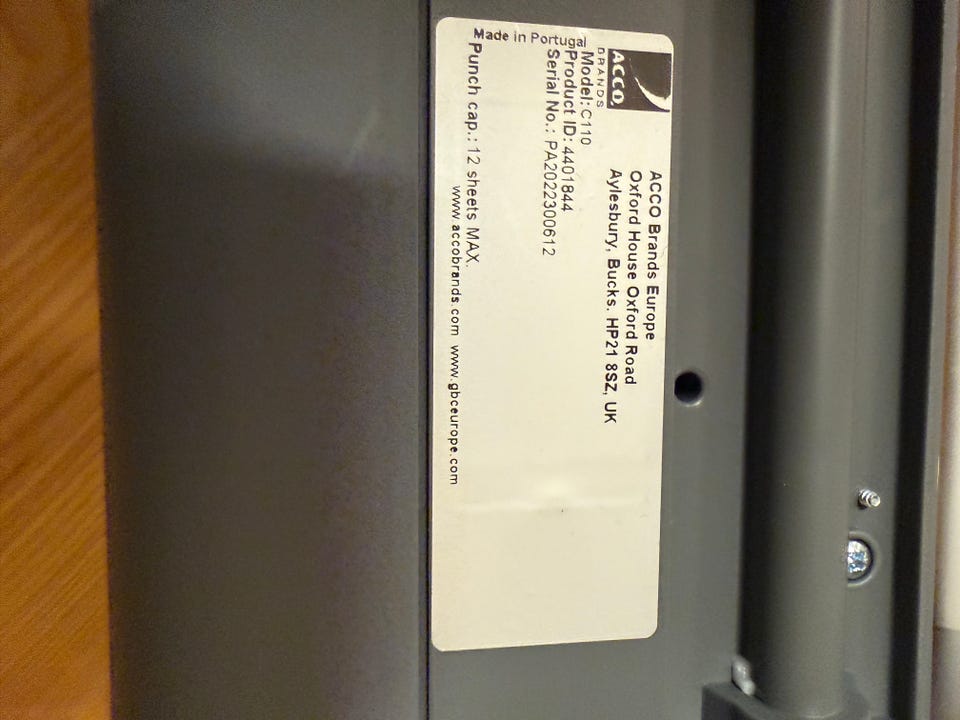 ACCO
BRANDS
ACCO Brands Europe
Oxford House Oxford Road
Aylesbury, Bucks. HP21 8SZ, UK
Model: C110
Product ID: 4401844
Serial No.: PA2022300612
Made in Portugal
Punch cap.: 12 sheets MAX.
www.accobrands.com www.gbceurope.com